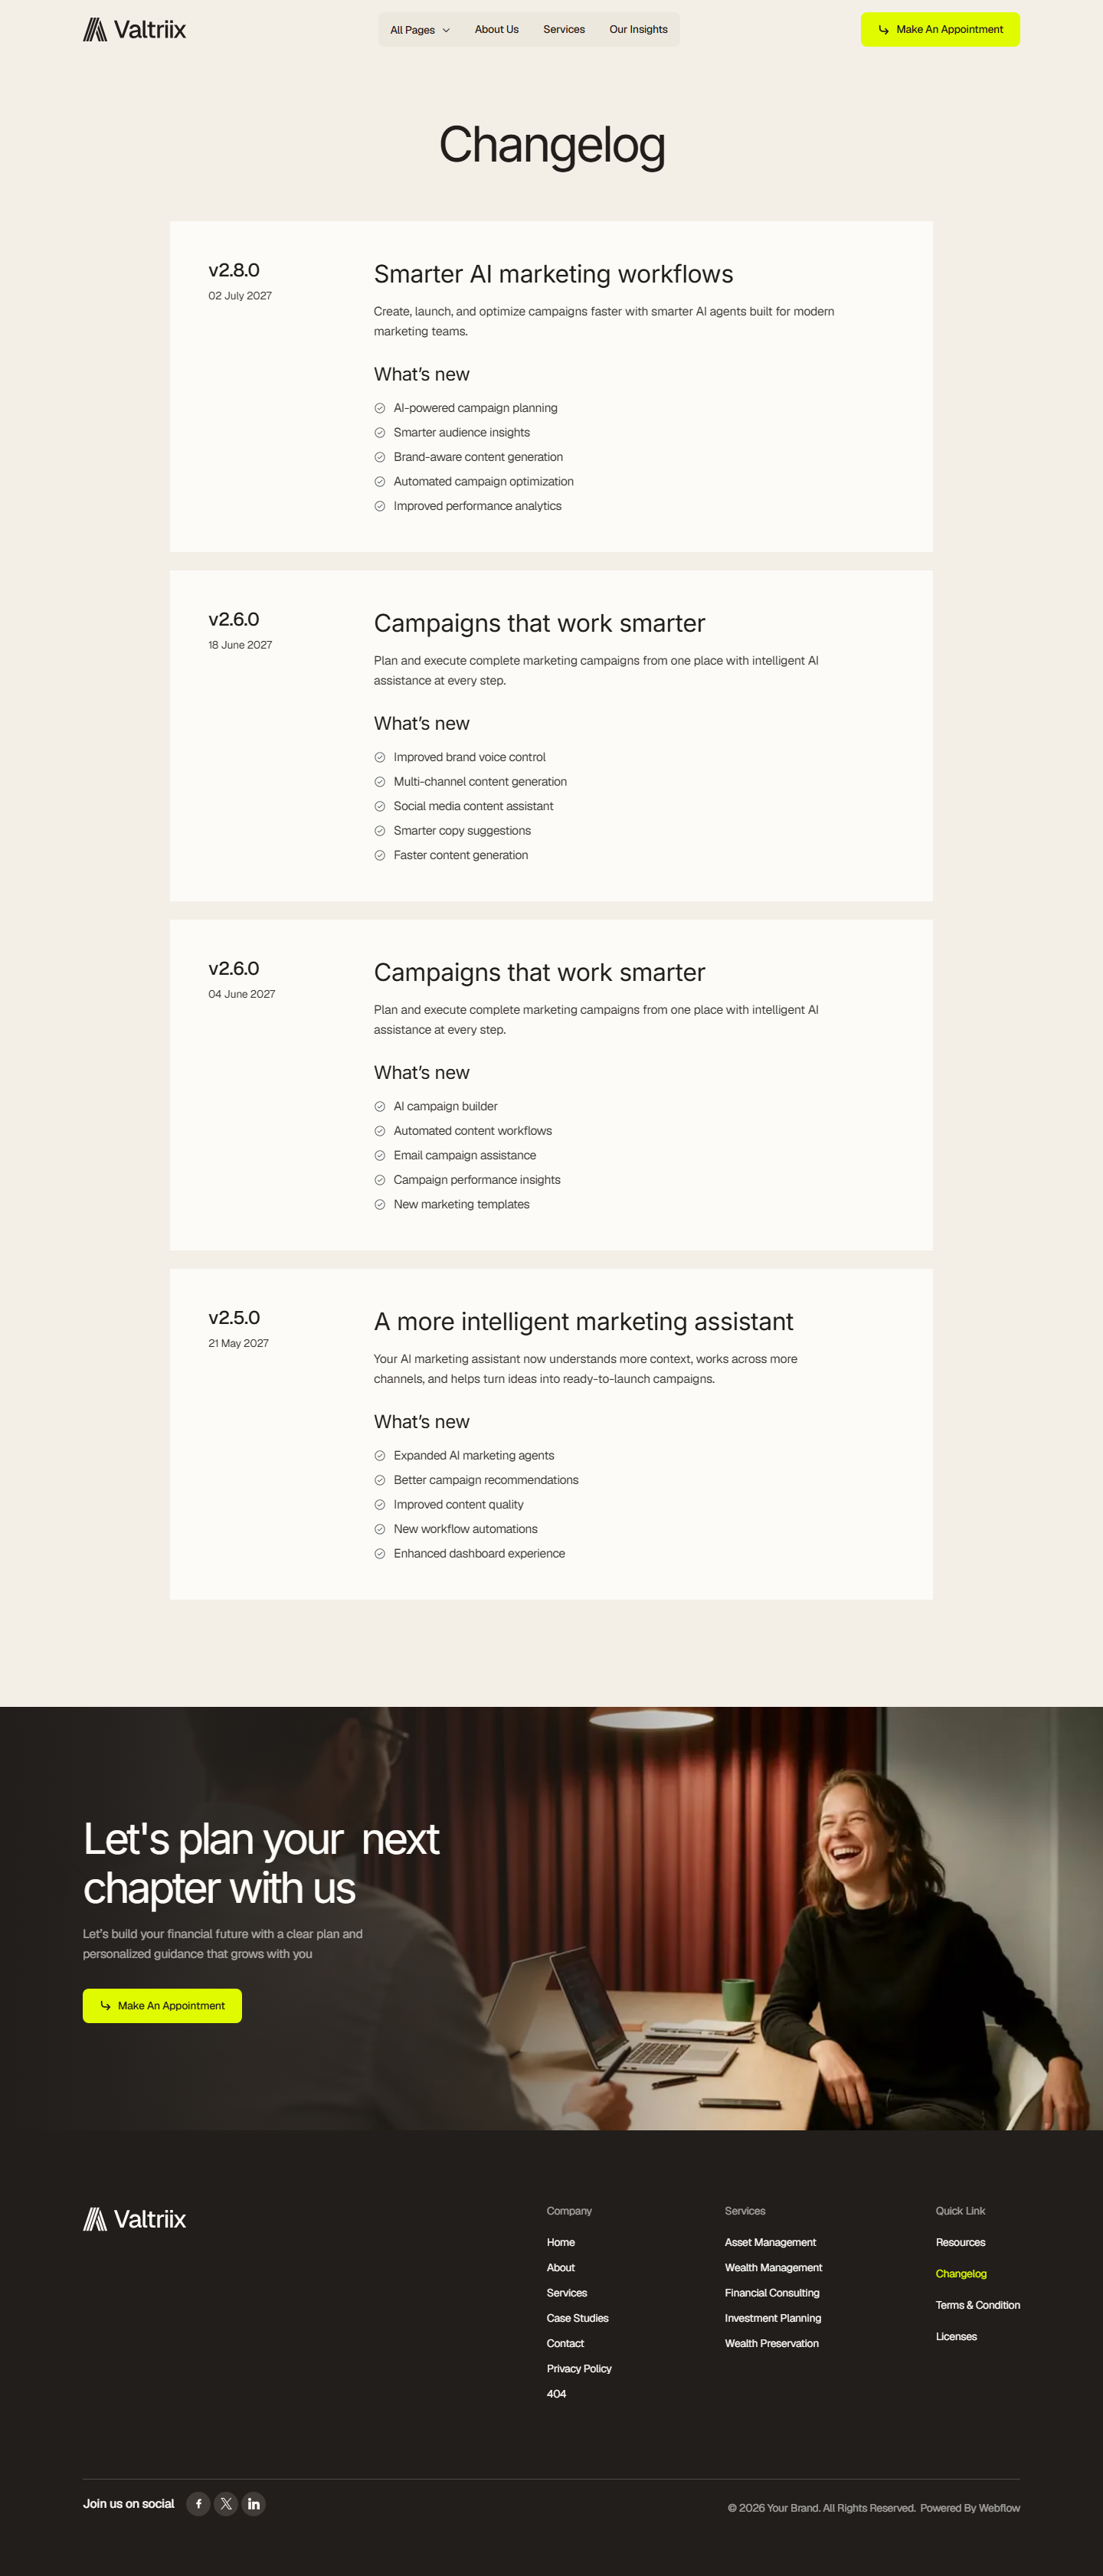 Valtriix
All Pages
About Us
Services
Our Insights
Make An Appointment
Changelog
v2.8.0
02 July 2027
Smarter AI marketing workflows
Create, launch, and optimize campaigns faster with smarter AI agents built for modern
marketing teams.
What's new
AI-powered campaign planning
Smarter audience insights
Brand-aware content generation
Automated campaign optimization
Improved performance analytics
v2.6.0
18 June 2027
Campaigns that work smarter
Plan and execute complete marketing campaigns from one place with intelligent AI
assistance at every step.
What's new
Improved brand voice control
Multi-channel content generation
Social media content assistant
Smarter copy suggestions
Faster content generation
v2.6.0
04 June 2027
Campaigns that work smarter
Plan and execute complete marketing campaigns from one place with intelligent AI
assistance at every step.
What's new
AI campaign builder
Automated content workflows
Email campaign assistance
Campaign performance insights
New marketing templates
v2.5.0
21 May 2027
A more intelligent marketing assistant
Your AI marketing assistant now understands more context, works across more
channels, and helps turn ideas into ready-to-launch campaigns.
What's new
Expanded AI marketing agents
Better campaign recommendations
Improved content quality
New workflow automations
Enhanced dashboard experience
Let's plan your next
chapter with us
Let's build your financial future with a clear plan and
personalized guidance that grows with you
Make An Appointment
Valtriix
Company
Home
About
Services
Case Studies
Contact
Privacy Policy
404
Services
Asset Management
Wealth Management
Financial Consulting
Investment Planning
Wealth Preservation
Quick Link
Resources
Changelog
Terms & Condition
Licenses
Join us on social
© 2026 Your Brand. All Rights Reserved. Powered By Webflow